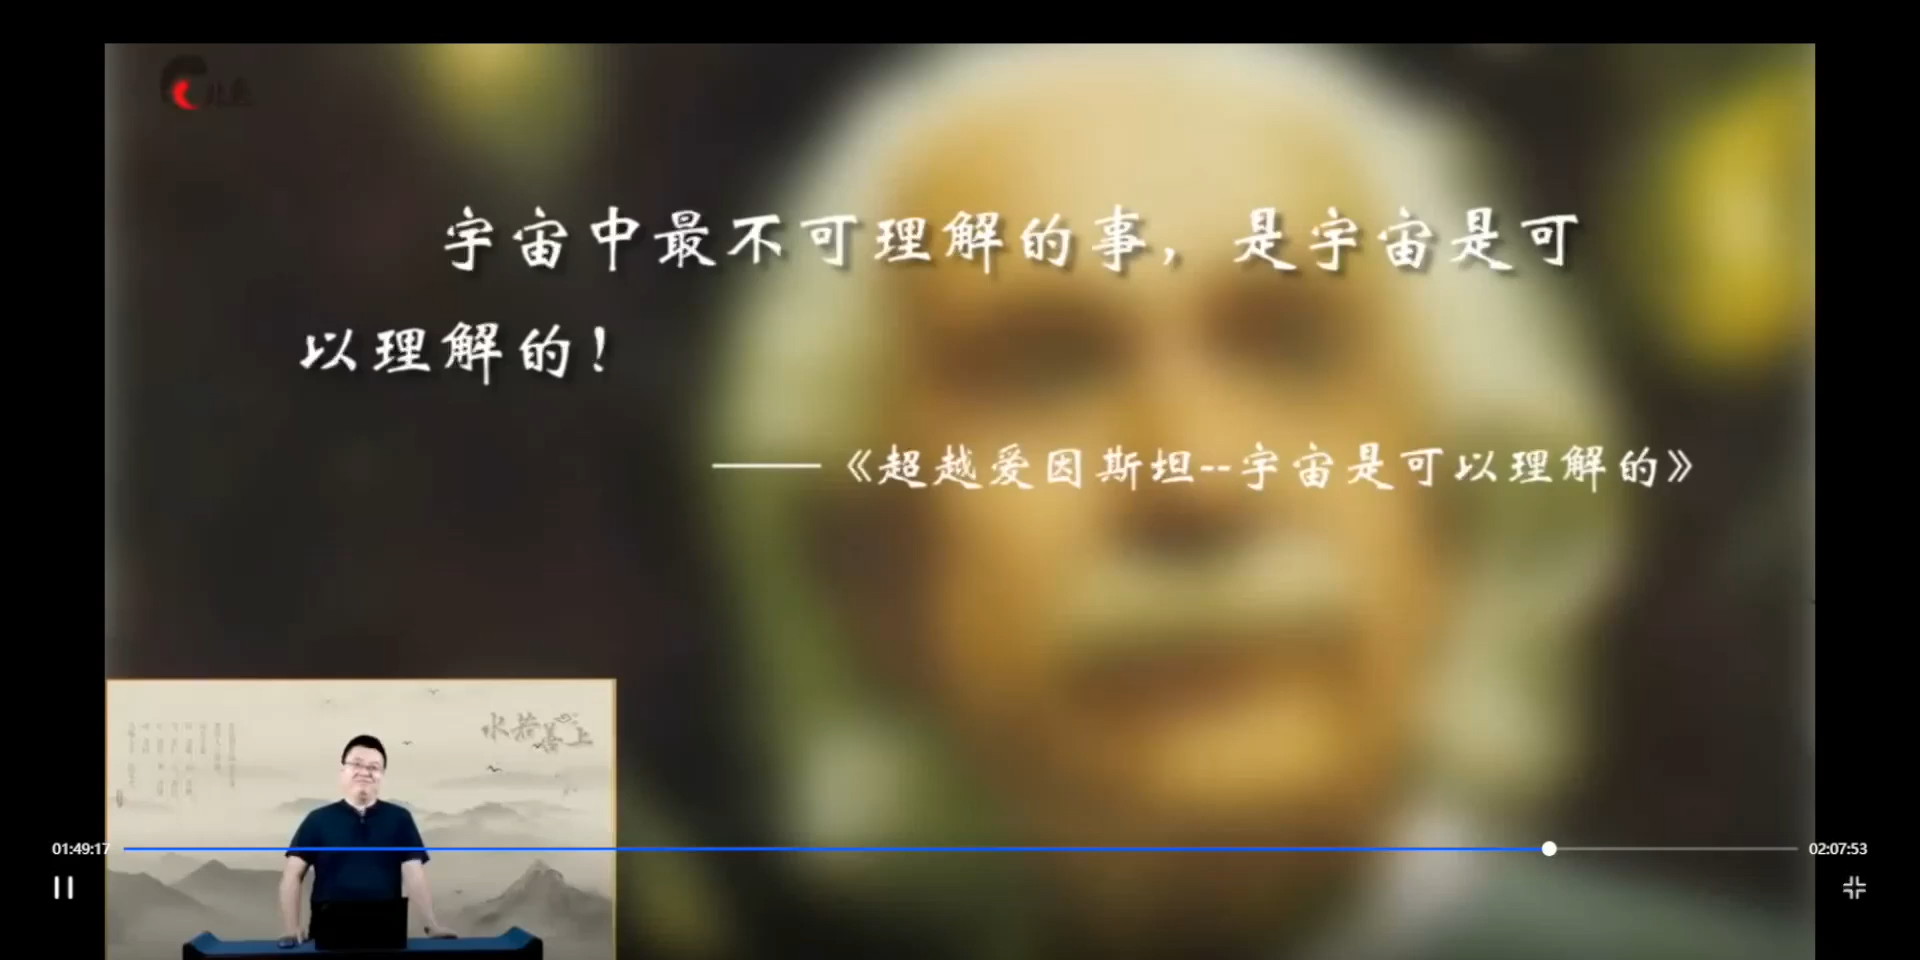 宇宙中最不可理解的事，是宇宙是可
以理解的！
——《超越爱因斯坦--宇宙是可以理解的》
01:49:17
02:07:53